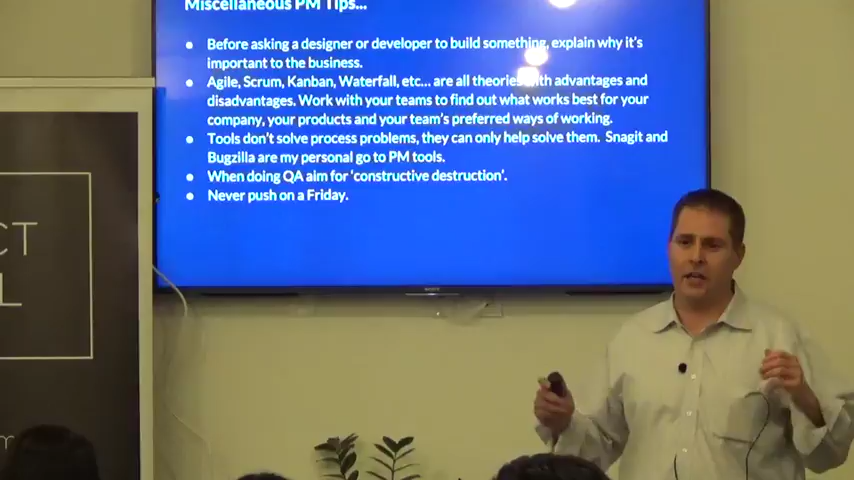 Miscellaneous PM Tips...
● Before asking a designer or developer to build something, explain why it's
important to the business.
● Agile, Scrum, Kanban, Waterfall, etc... are all theories with advantages and
disadvantages. Work with your teams to find out what works best for your
company, your products and your team's preferred ways of working.
● Tools don't solve process problems, they can only help solve them. Snagit and
Bugzilla are my personal go to PM tools.
● When doing QA aim for 'constructive destruction'.
● Never push on a Friday.
CT
L